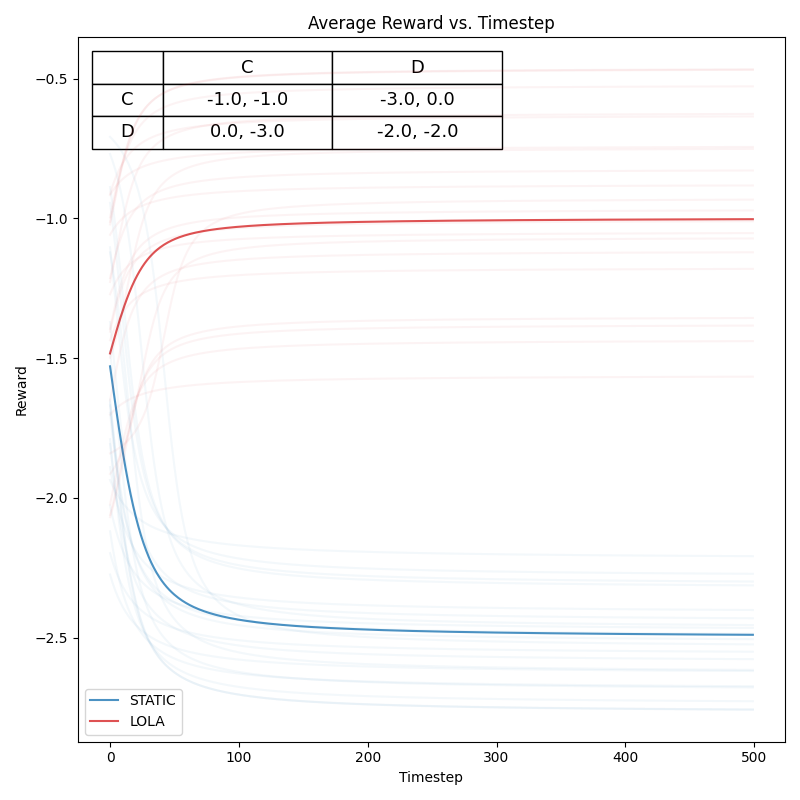 Average Reward vs. Timestep
C D
C -1.0, -1.0 -3.0, 0.0
D 0.0, -3.0 -2.0, -2.0
Reward
−0.5
−1.0
−1.5
−2.0
−2.5
STATIC
LOLA
0 100 200 300 400 500
Timestep